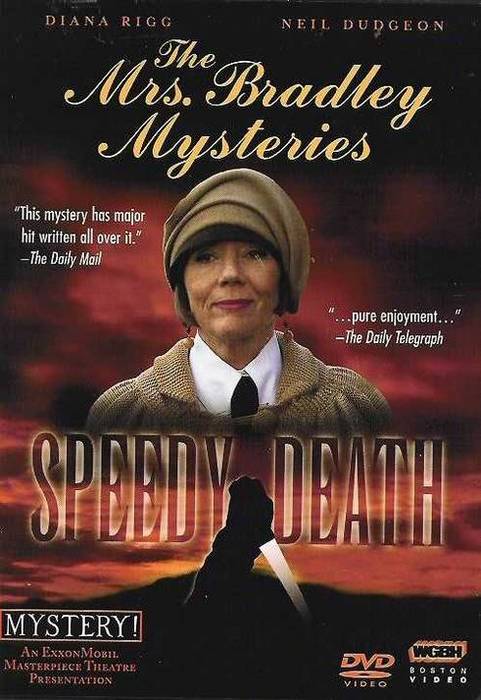 DIANA RIGG
NEIL DUDGEON
The
Mrs. Bradley
Mysteries
"This mystery has major
hit written all over it."
—The Daily Mail
"...pure enjoyment..."
—The Daily Telegraph
SPEEDY DEATH
MYSTERY!
AN EXXONMOBIL
MASTERPIECE THEATRE
PRESENTATION
DVD
VIDEO
WGBH
BOSTON
VIDEO